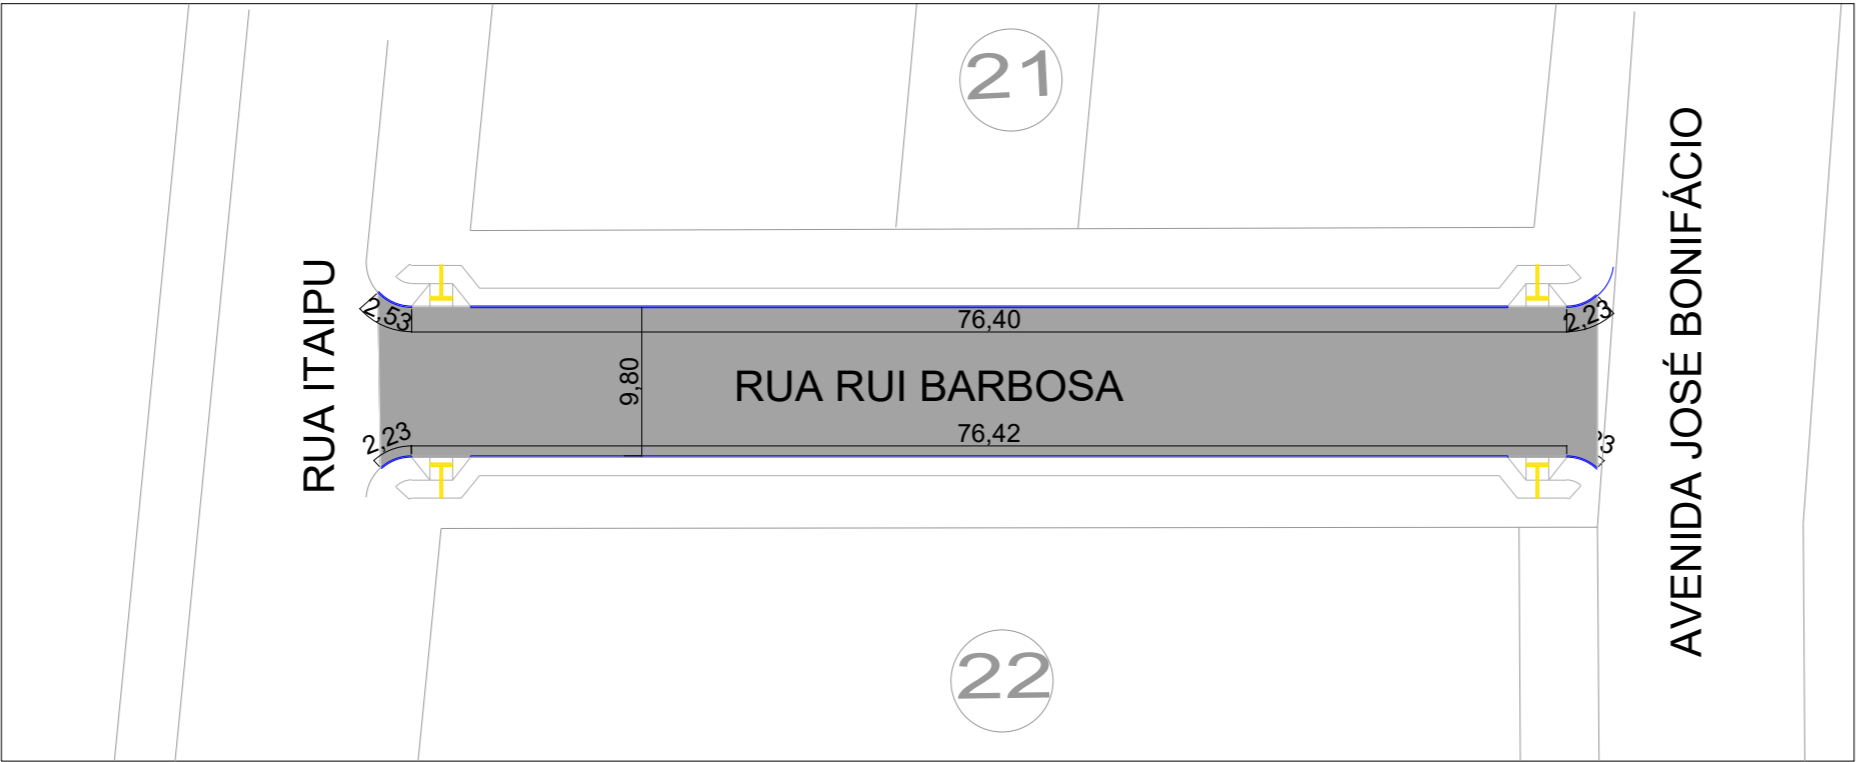 21
RUA ITAIPU
AVENIDA JOSÉ BONIFÁCIO
2,53
76,40
2,23
9,80
RUA RUI BARBOSA
2,23
76,42
22